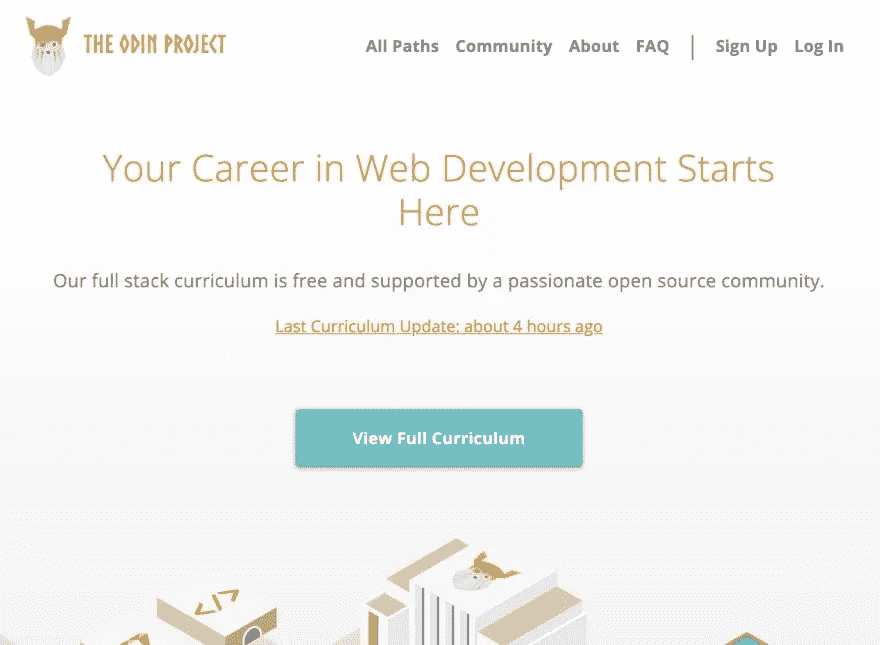 THE ODIN PROJECT
All Paths Community About FAQ | Sign Up Log In
Your Career in Web Development Starts
Here
Our full stack curriculum is free and supported by a passionate open source community.
Last Curriculum Update: about 4 hours ago
View Full Curriculum
</>